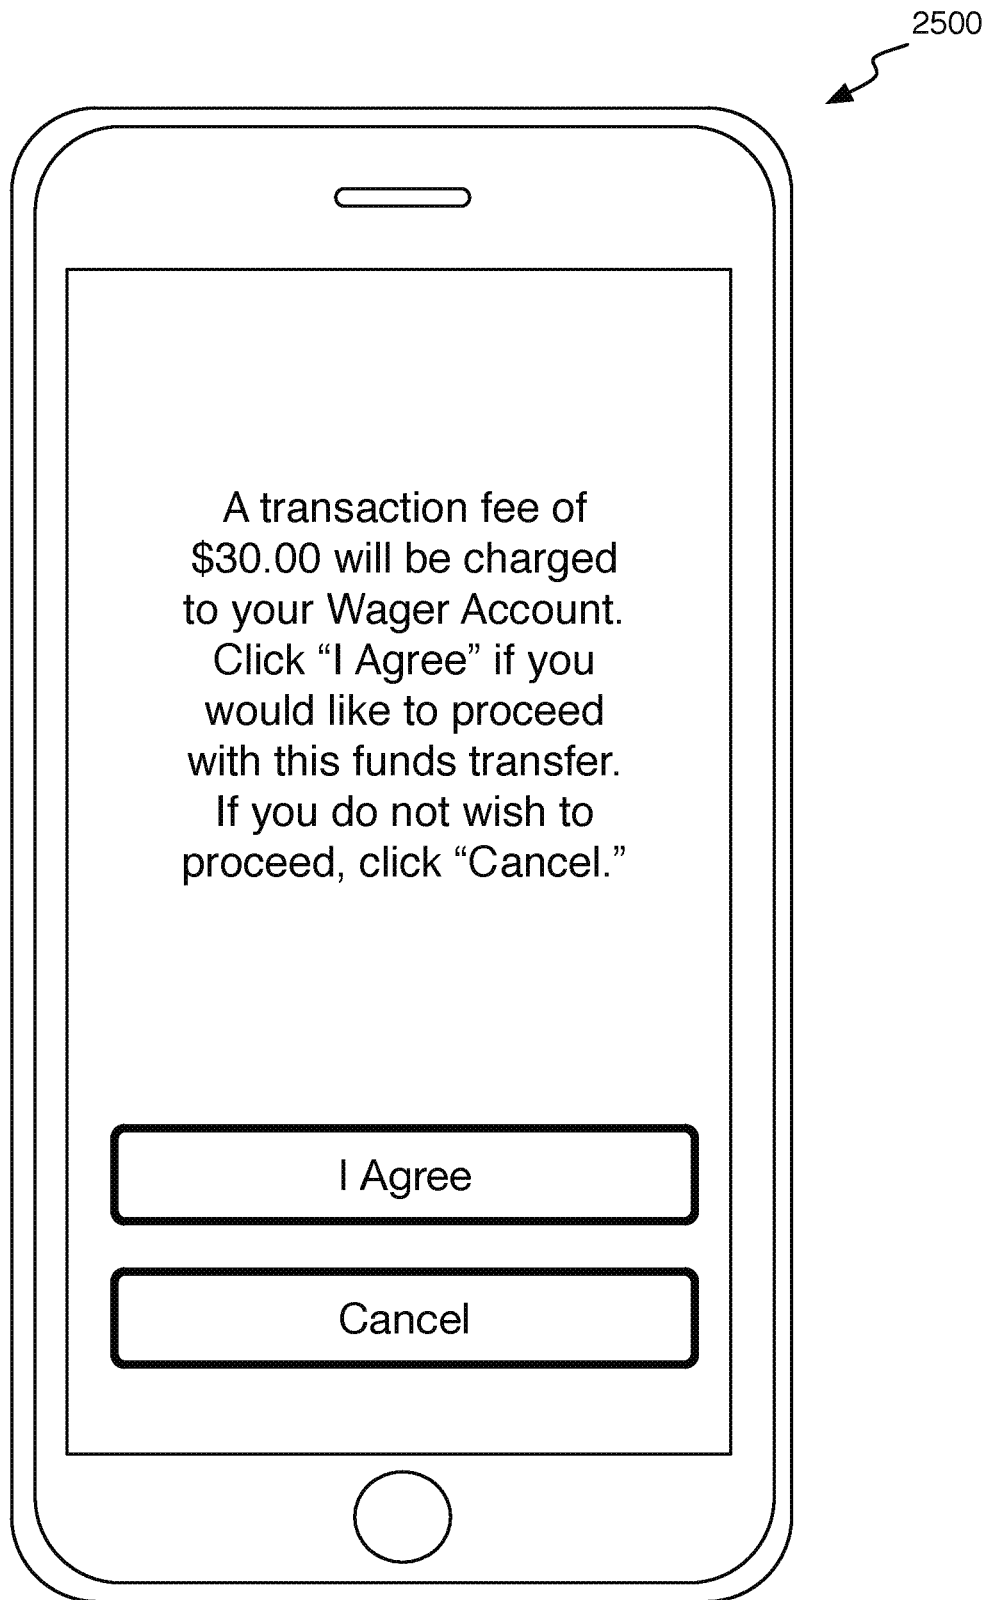 2500
A transaction fee of
$30.00 will be charged
to your Wager Account.
Click “I Agree” if you
would like to proceed
with this funds transfer.
If you do not wish to
proceed, click “Cancel.”
I Agree
Cancel